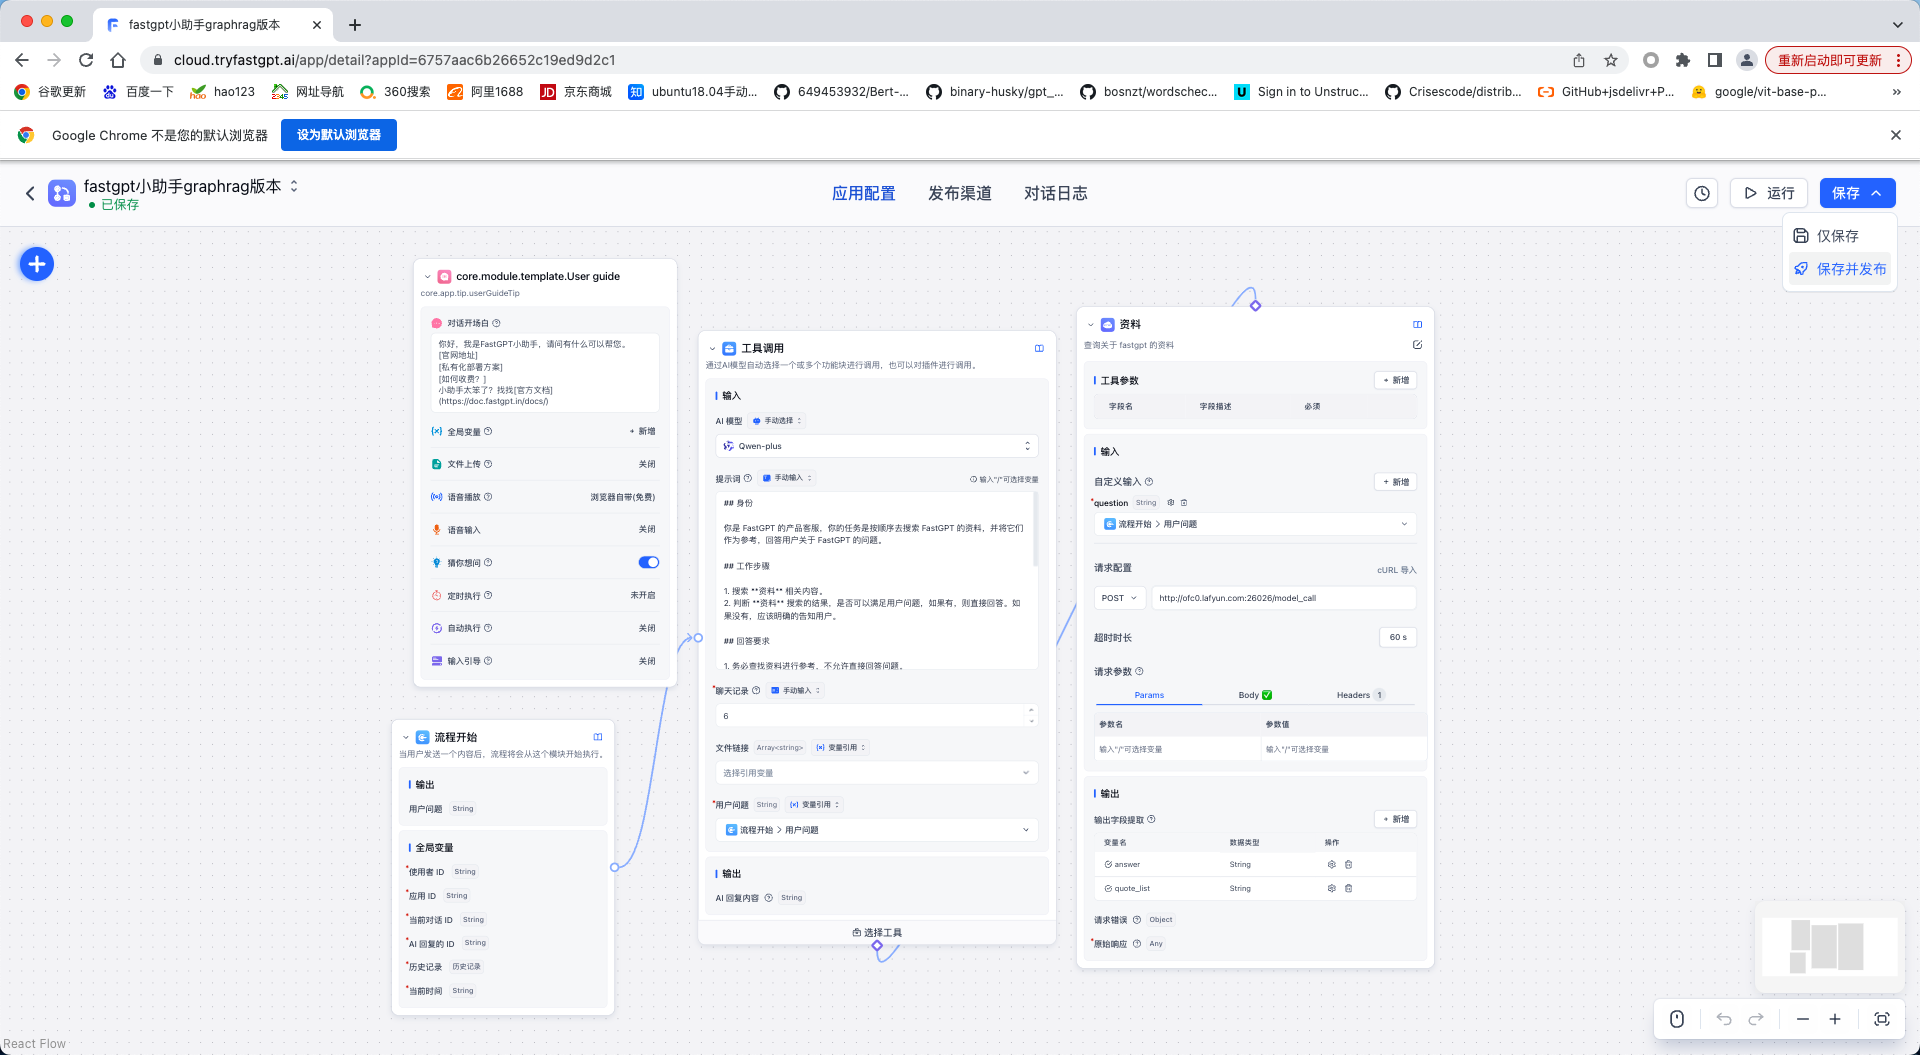 fastgpt小助手graphrag版本
cloud.tryfastgpt.ai/app/detail?appId=6757aac6b26652c19ed9d2c1
重新启动即可更新
谷歌更新
百度一下
hao123
网址导航
360搜索
阿里1688
京东商城
ubuntu18.04手动...
649453932/Bert-...
binary-husky/gpt_...
bosnzt/wordschec...
Sign in to Unstruc...
Crisescode/distrib...
GitHub+jsdelivr+P...
google/vit-base-p...
Google Chrome 不是您的默认浏览器
设为默认浏览器
fastgpt小助手graphrag版本
已保存
应用配置
发布渠道
对话日志
运行
保存
仅保存
保存并发布
core.module.template.User guide
core.app.tip.userGuideTip
对话开场白
你好，我是FastGPT小助手，请问有什么可以帮您。
[官网地址]
[私有化部署方案]
[如何收费？]
小助手太笨了？找找[官方文档]
(https://doc.fastgpt.in/docs/)
全局变量
+ 新增
文件上传
关闭
语音播放
浏览器自带(免费)
语音输入
关闭
猜你想问
定时执行
未开启
自动执行
关闭
输入引导
关闭
流程开始
当用户发送一个内容后，流程将会从这个模块开始执行。
输出
用户问题 String
全局变量
*使用者 ID String
*应用 ID String
*当前对话 ID String
*AI 回复的 ID String
*历史记录 历史记录
*当前时间 String
工具调用
通过AI模型自动选择一个或多个功能块进行调用，也可以对插件进行调用。
输入
AI 模型 手动选择
Qwen-plus
提示词 手动输入
输入"/"可选择变量
## 身份
你是 FastGPT 的产品客服，你的任务是按顺序去搜索 FastGPT 的资料，并将它们
作为参考，回答用户关于 FastGPT 的问题。
## 工作步骤
1. 搜索 **资料** 相关内容。
2. 判断 **资料** 搜索的结果，是否可以满足用户问题，如果有，则直接回答。如
果没有，应该明确的告知用户。
## 回答要求
1. 务必查找资料进行参考，不允许直接回答问题。
*聊天记录 手动输入
6
文件链接 Array<string> 变量引用
选择引用变量
*用户问题 String 变量引用
流程开始 > 用户问题
输出
AI 回复内容 String
选择工具
资料
查询关于 fastgpt 的资料
工具参数
+ 新增
字段名 字段描述 必须
输入
自定义输入
+ 新增
*question String
流程开始 > 用户问题
请求配置
cURL 导入
POST
http://ofc0.lafyun.com:26026/model_call
超时时长
60 s
请求参数
Params Body Headers 1
参数名 参数值
输入"/"可选择变量 输入"/"可选择变量
输出
输出字段提取
+ 新增
变量名 数据类型 操作
answer String
quote_list String
请求错误 Object
*原始响应 Any
React Flow